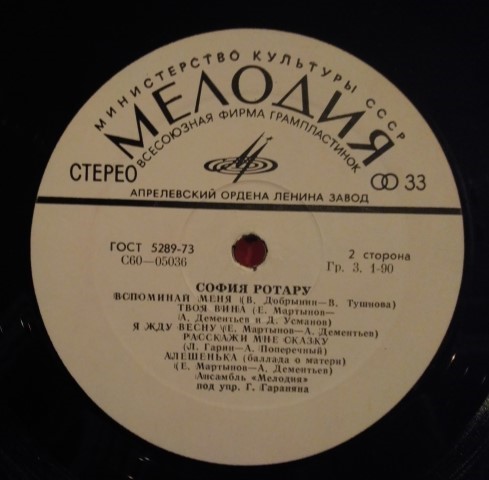 МИНИСТЕРСТВО КУЛЬТУРЫ СССР
МЕЛОДИЯ
ВСЕСОЮЗНАЯ ФИРМА ГРАМПЛАСТИНОК
СТЕРЕО 33
АПРЕЛЕВСКИЙ ОРДЕНА ЛЕНИНА ЗАВОД
ГОСТ 5289-73 2 сторона
С60—05036 Гр. 3. 1-90
СОФИЯ РОТАРУ
ВСПОМИНАЙ МЕНЯ (В. Добрынин—В. Тушнова)
ТВОЯ ВИНА (Е. Мартынов—
А. Дементьев и Д. Усманов)
Я ЖДУ ВЕСНУ (Е. Мартынов—А. Дементьев)
РАССКАЖИ МНЕ СКАЗКУ
(Л. Гарин—А. Поперечный)
АЛЕШЕНЬКА (баллада о матери)
(Е. Мартынов—А. Дементьев)
Ансамбль «Мелодия»
под упр. Г. Гараняна